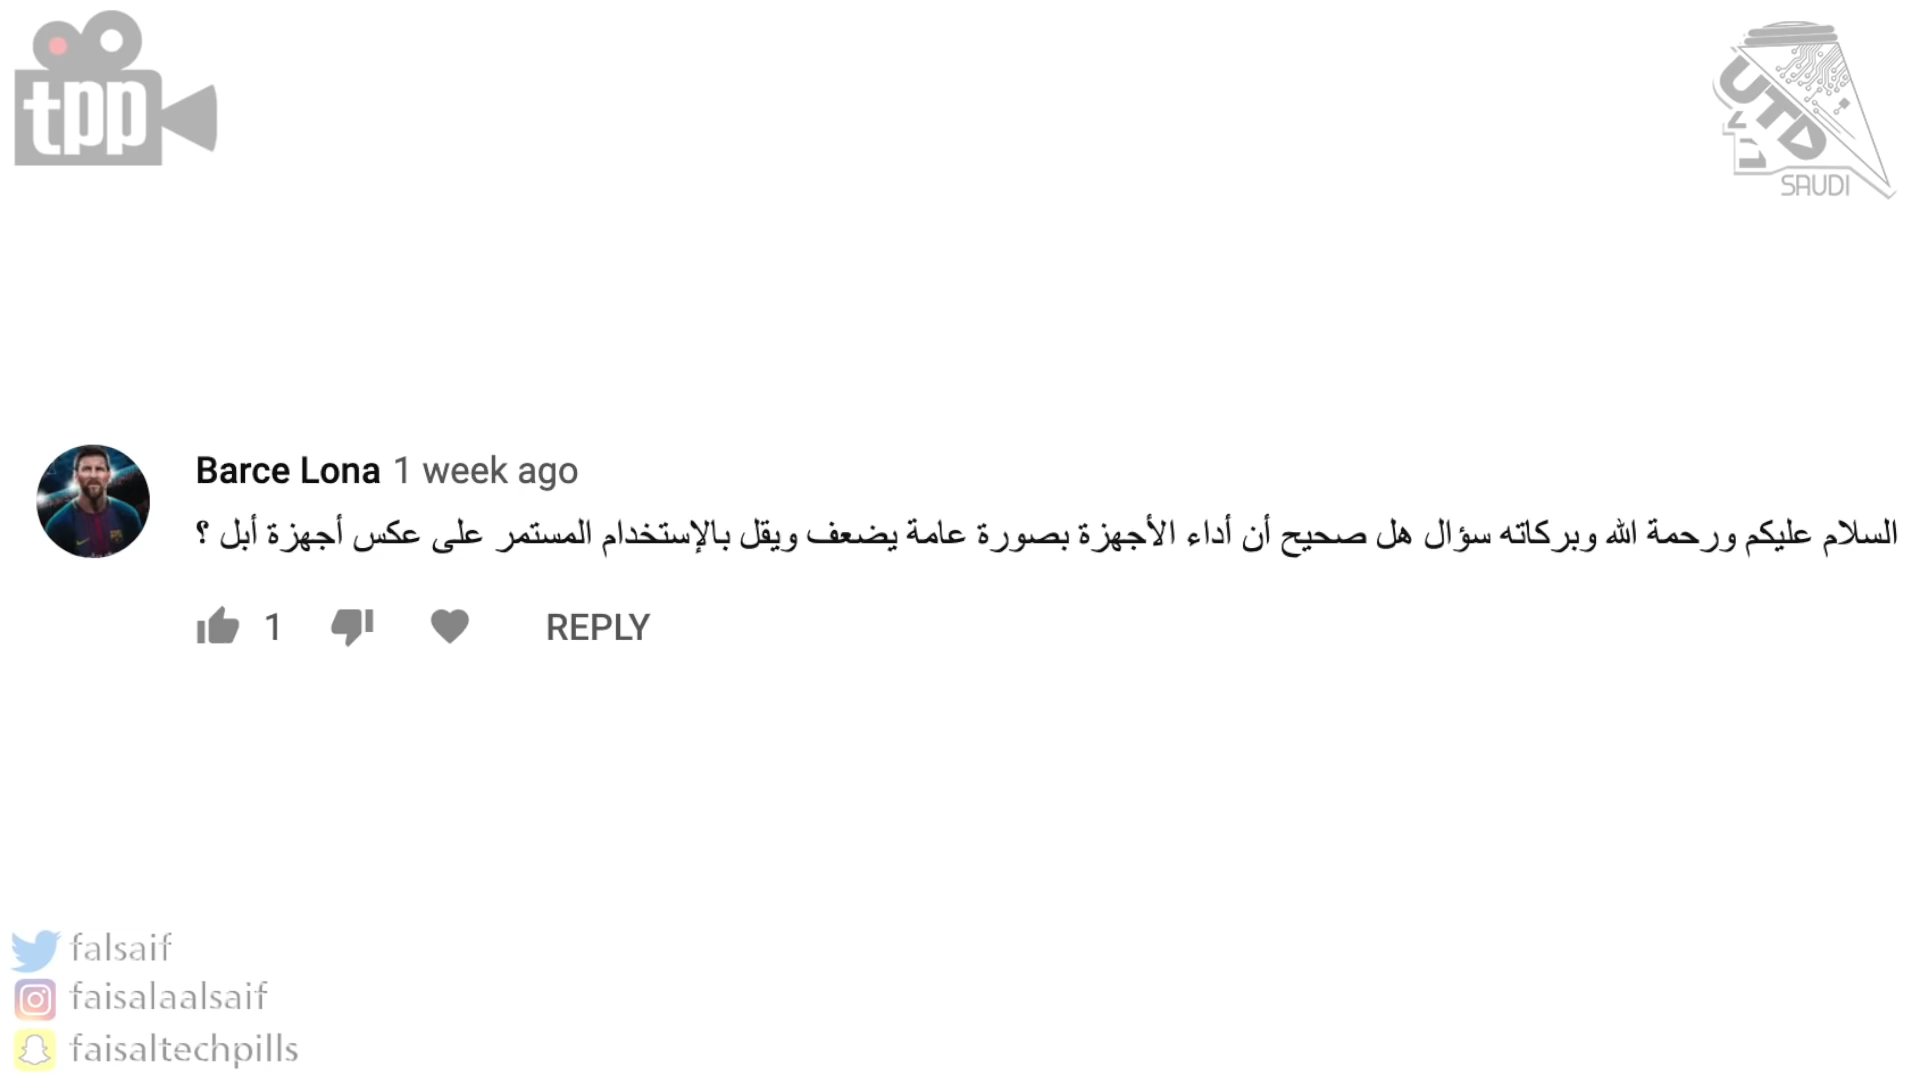 tpp
UTD
SAUDI
Barce Lona 1 week ago
السلام عليكم ورحمة الله وبركاته سؤال هل صحيح أن أداء الأجهزة بصورة عامة يضعف ويقل بالإستخدام المستمر على عكس أجهزة أبل ؟
1
REPLY
falsaif
faisalaalsaif
faisaltechpills